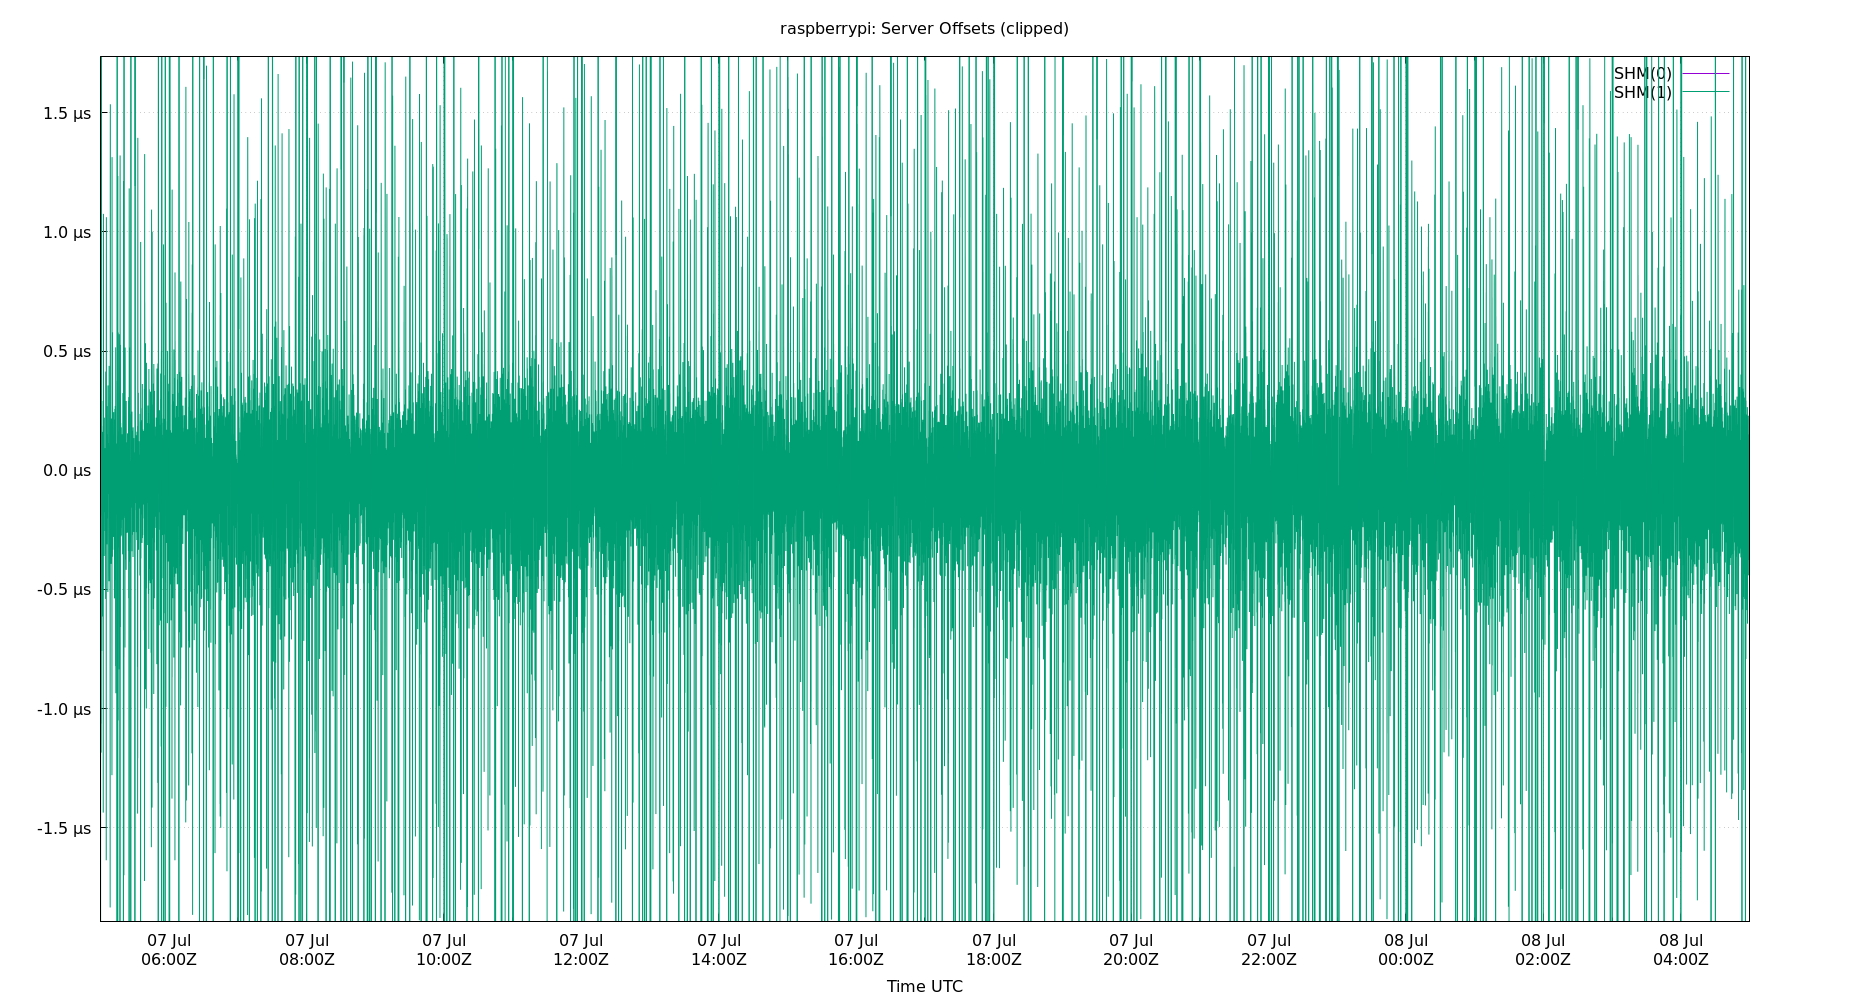 raspberrypi: Server Offsets (clipped)
SHM(0)
SHM(1)
1.5 µs
1.0 µs
0.5 µs
0.0 µs
-0.5 µs
-1.0 µs
-1.5 µs
07 Jul 07 Jul 07 Jul 07 Jul 07 Jul 07 Jul 07 Jul 07 Jul 07 Jul 08 Jul 08 Jul 08 Jul
06:00Z 08:00Z 10:00Z 12:00Z 14:00Z 16:00Z 18:00Z 20:00Z 22:00Z 00:00Z 02:00Z 04:00Z
Time UTC